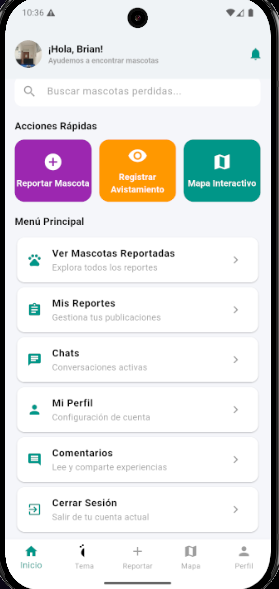 10:36
¡Hola, Brian!
Ayudemos a encontrar mascotas
Buscar mascotas perdidas...
Acciones Rápidas
Reportar Mascota
Registrar
Avistamiento
Mapa Interactivo
Menú Principal
Ver Mascotas Reportadas
Explora todos los reportes
Mis Reportes
Gestiona tus publicaciones
Chats
Conversaciones activas
Mi Perfil
Configuración de cuenta
Comentarios
Lee y comparte experiencias
Cerrar Sesión
Salir de tu cuenta actual
Inicio
Tema
Reportar
Mapa
Perfil